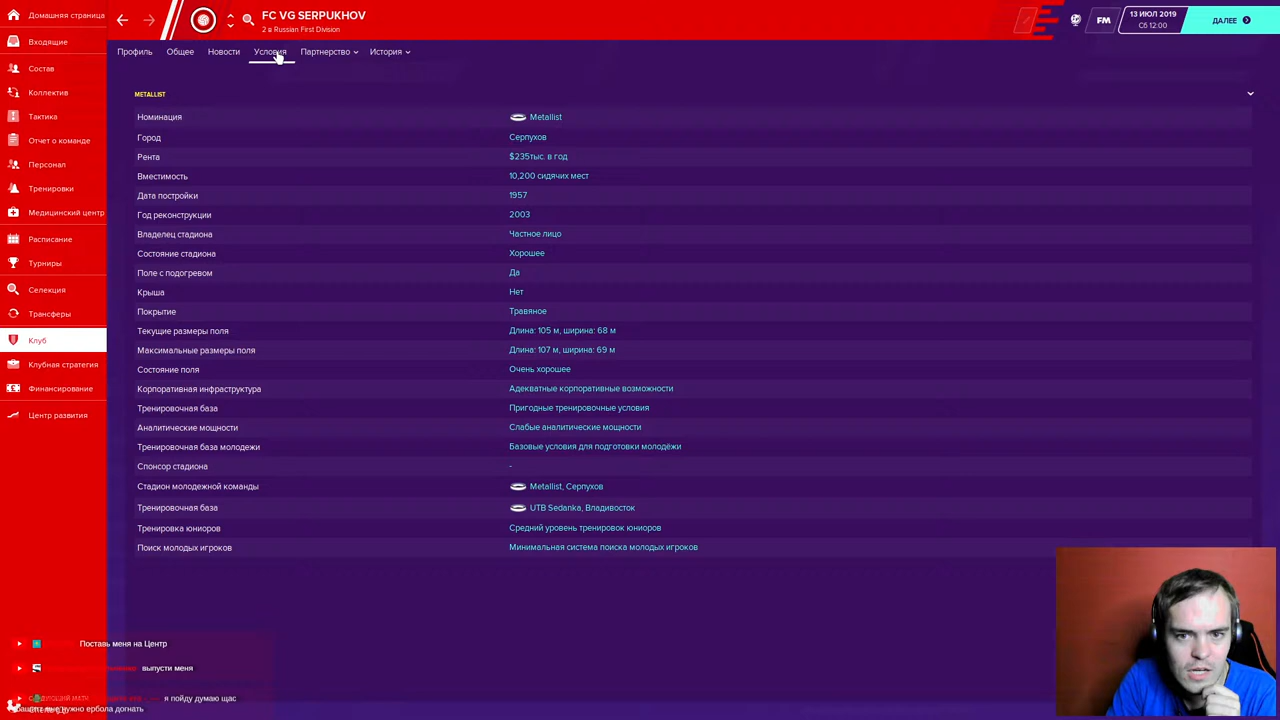 FC VG SERPUKHOV
2 в Russian First Division
FM
13 ИЮЛ 2019
Сб 12:00
ДАЛЕЕ
Домашняя страница
Входящие
Состав
Коллектив
Тактика
Отчет о команде
Персонал
Тренировки
Медицинский центр
Расписание
Турниры
Селекция
Трансферы
Клуб
Клубная стратегия
Финансирование
Центр развития
Профиль Общее Новости Условия Партнерство История
METALLIST
Номинация Metallist
Город Серпухов
Рента $235тыс. в год
Вместимость 10,200 сидячих мест
Дата постройки 1957
Год реконструкции 2003
Владелец стадиона Частное лицо
Состояние стадиона Хорошее
Поле с подогревом Да
Крыша Нет
Покрытие Травяное
Текущие размеры поля Длина: 105 м, ширина: 68 м
Максимальные размеры поля Длина: 107 м, ширина: 69 м
Состояние поля Очень хорошее
Корпоративная инфраструктура Адекватные корпоративные возможности
Тренировочная база Пригодные тренировочные условия
Аналитические мощности Слабые аналитические мощности
Тренировочная база молодежи Базовые условия для подготовки молодёжи
Спонсор стадиона -
Стадион молодежной команды Metallist, Серпухов
Тренировочная база UTB Sedanka, Владивосток
Тренировка юниоров Средний уровень тренировок юниоров
Поиск молодых игроков Минимальная система поиска молодых игроков
Поставь меня на Центр
выпусти меня
я пойду думаю щас
мне нужно ербола догнать